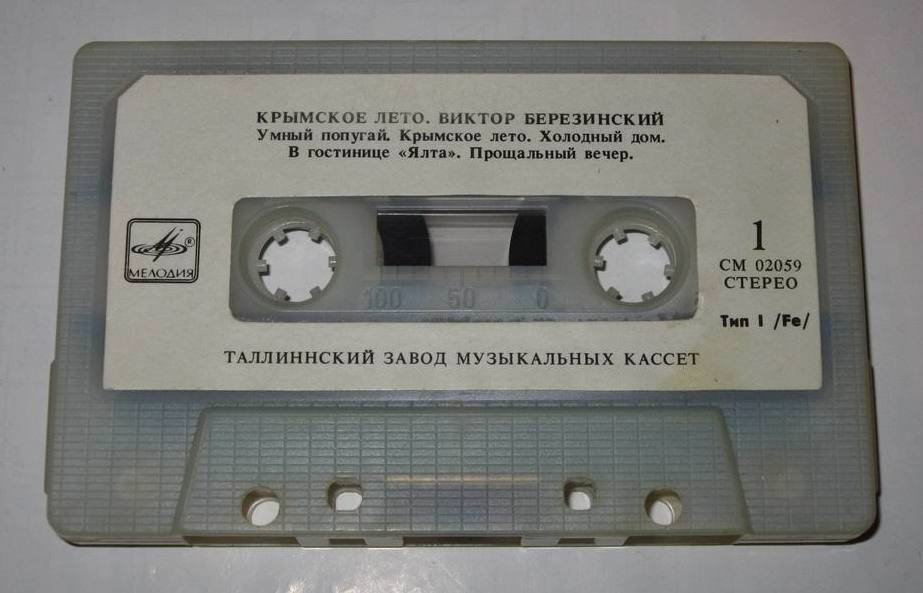 КРЫМСКОЕ ЛЕТО. ВИКТОР БЕРЕЗИНСКИЙ
Умный попугай. Крымское лето. Холодный дом.
В гостинице «Ялта». Прощальный вечер.
® МЕЛОДИЯ
1
СМ 02059
СТЕРЕО
100 50 0
Тип I /Fe/
ТАЛЛИННСКИЙ ЗАВОД МУЗЫКАЛЬНЫХ КАССЕТ